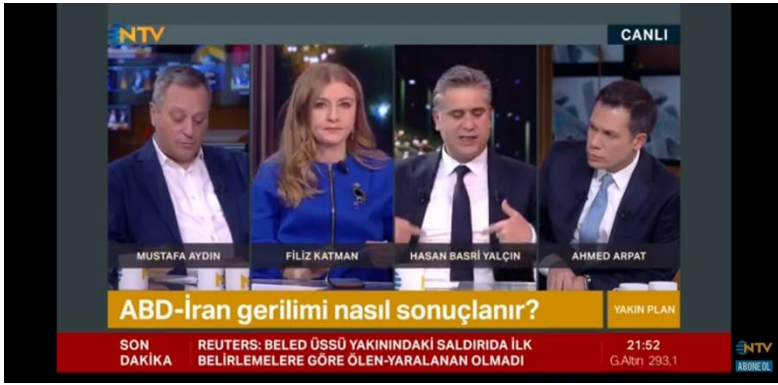 NTV
CANLI
MUSTAFA AYDIN
FİLİZ KATMAN
HASAN BASRİ YALÇIN
AHMED ARPAT
ABD-İran gerilimi nasıl sonuçlanır?
YAKIN PLAN
SON DAKİKA
REUTERS: BELED ÜSSÜ YAKININDAKİ SALDIRIDA İLK
BELİRLEMELERE GÖRE ÖLEN-YARALANAN OLMADI
21:52
G.Altın 293,1
NTV
ABONE OL